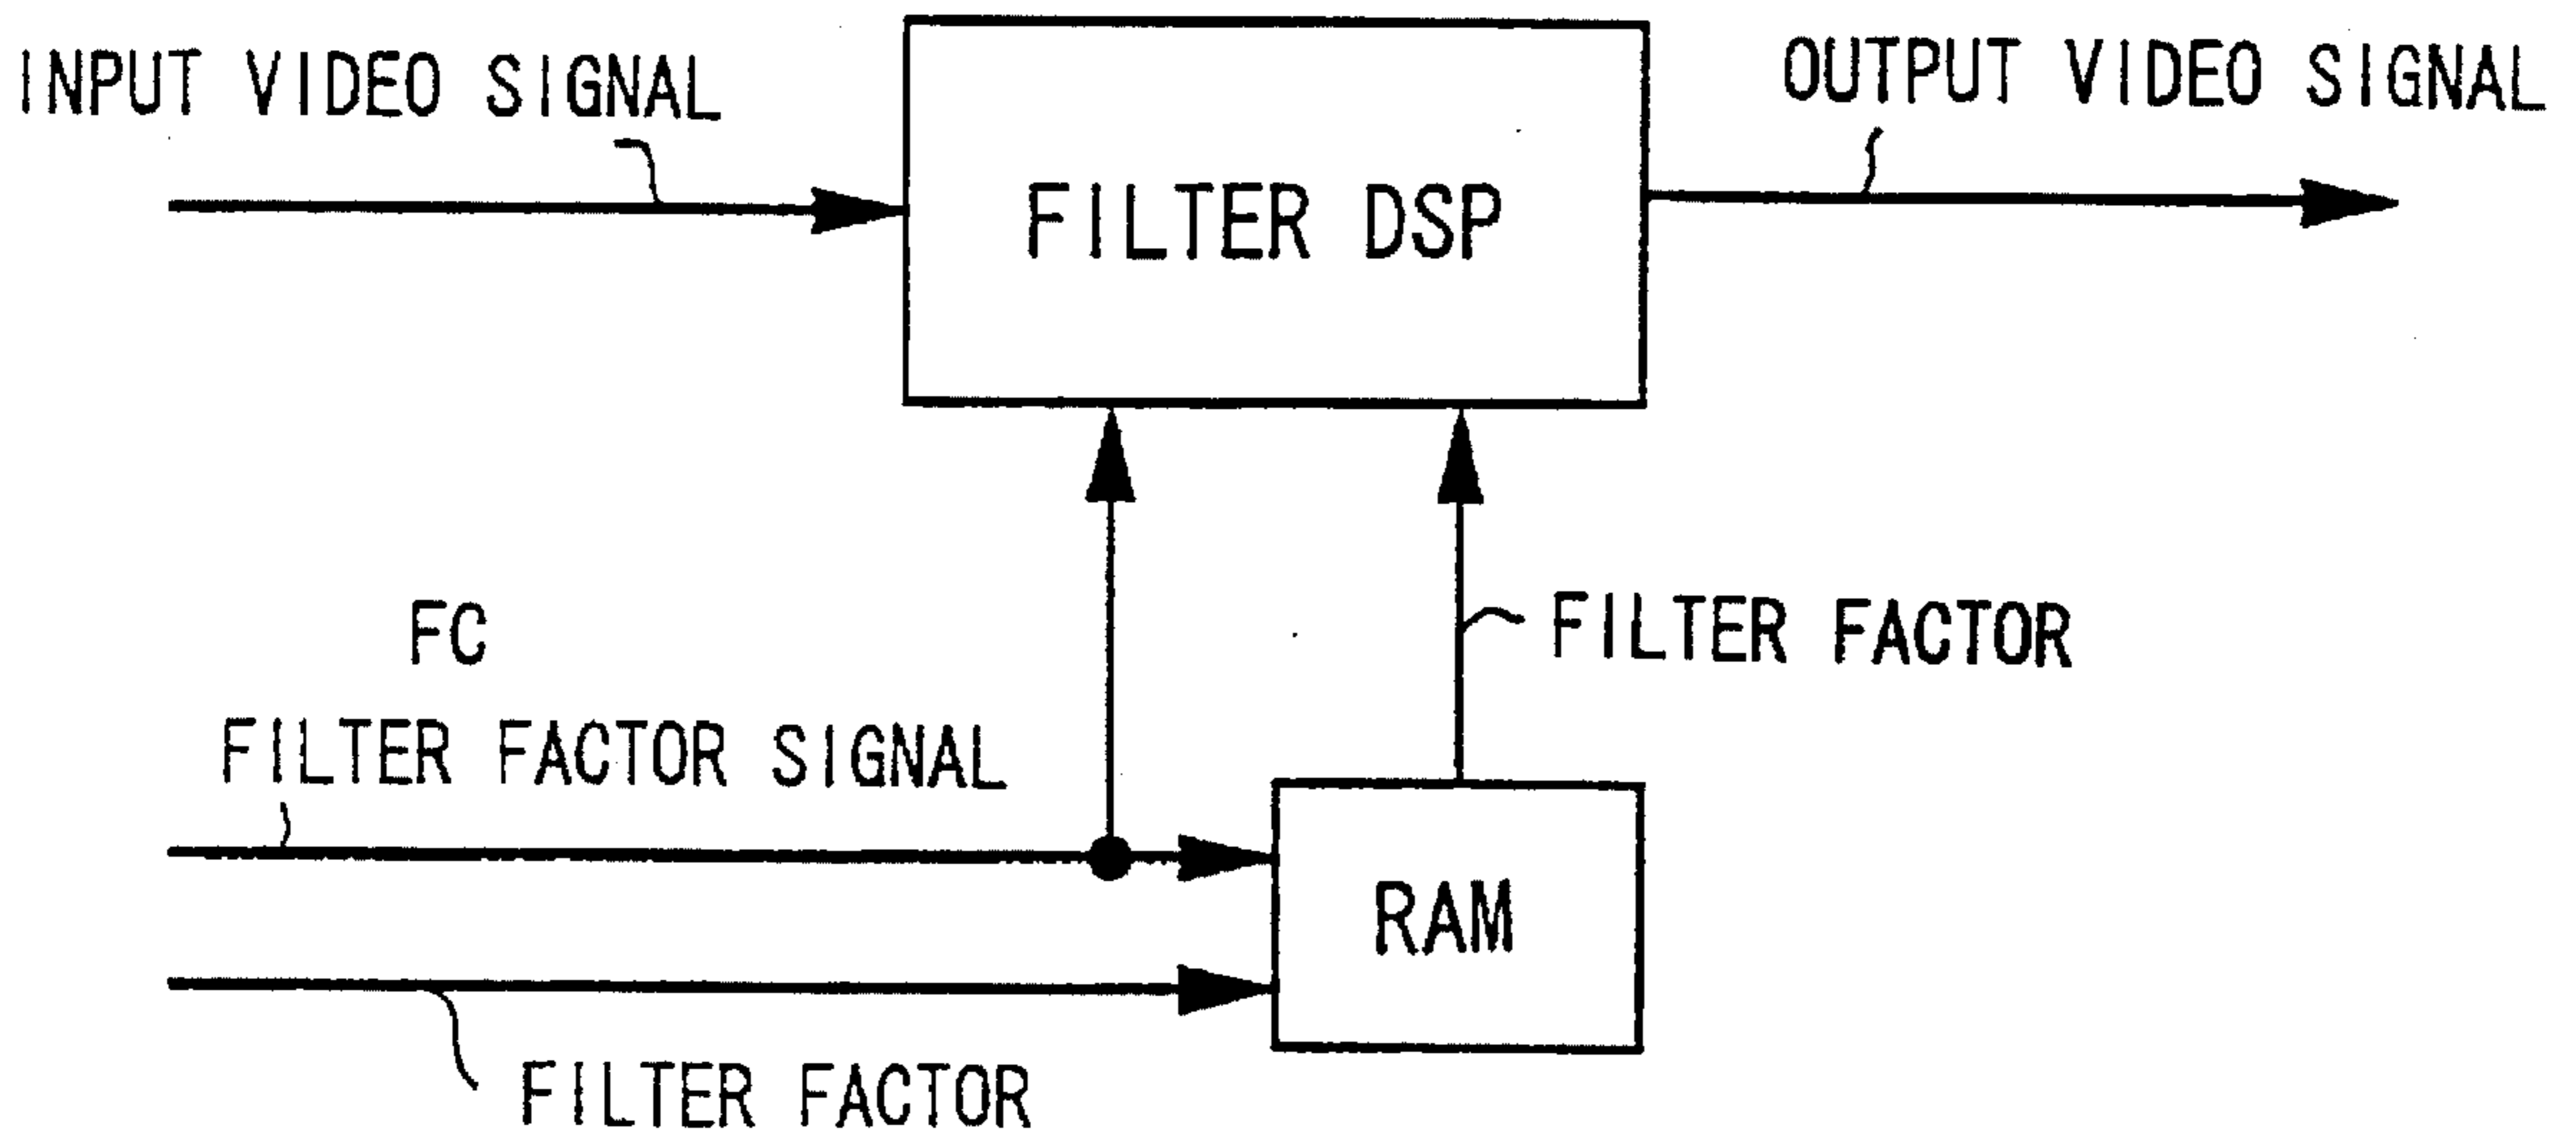 INPUT VIDEO SIGNAL
OUTPUT VIDEO SIGNAL
FILTER DSP
FC
FILTER FACTOR
FILTER FACTOR SIGNAL
RAM
FILTER FACTOR